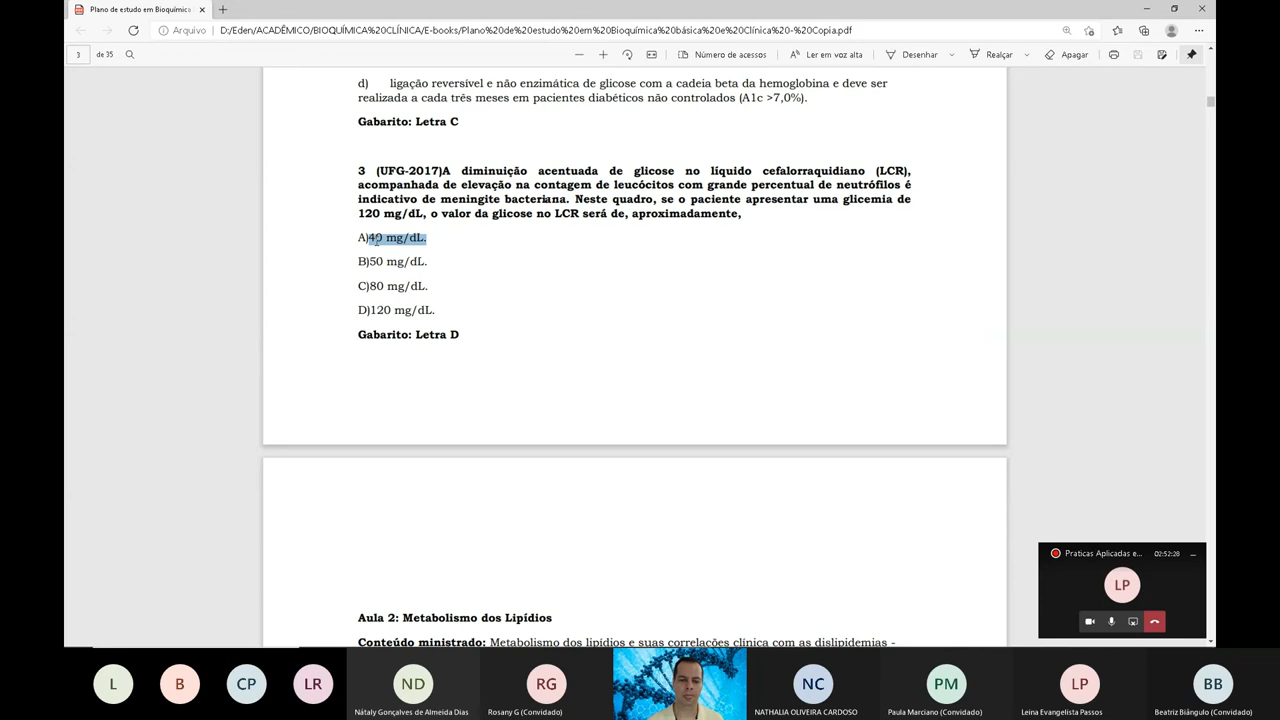 Plano de estudo em Bioquímica
Arquivo D:/Eden/ACADÊMICO/BIOQUÍMICA%20CLÍNICA/E-books/Plano%20de%20estudo%20em%20Bioquímica%20básica%20e%20Clínica%20-%20Copia.pdf
3 de 35 Número de acessos Ler em voz alta Desenhar Realçar Apagar
d) ligação reversível e não enzimática de glicose com a cadeia beta da hemoglobina e deve ser
realizada a cada três meses em pacientes diabéticos não controlados (A1c >7,0%).
Gabarito: Letra C
3 (UFG-2017)A diminuição acentuada de glicose no líquido cefalorraquidiano (LCR),
acompanhada de elevação na contagem de leucócitos com grande percentual de neutrófilos é
indicativo de meningite bacteriana. Neste quadro, se o paciente apresentar uma glicemia de
120 mg/dL, o valor da glicose no LCR será de, aproximadamente,
A)40 mg/dL.
B)50 mg/dL.
C)80 mg/dL.
D)120 mg/dL.
Gabarito: Letra D
Praticas Aplicadas e... 02:52:28
LP
Aula 2: Metabolismo dos Lipídios
Conteúdo ministrado: Metabolismo dos lipídios e suas correlações clínica com as dislipidemias -
L B CP LR ND RG NC PM LP BB
Nátaly Gonçalves de Almeida Dias Rosany G (Convidado) NATHALIA OLIVEIRA CARDOSO Paula Marciano (Convidado) Leina Evangelista Passos Beatriz Biângulo (Convidado)